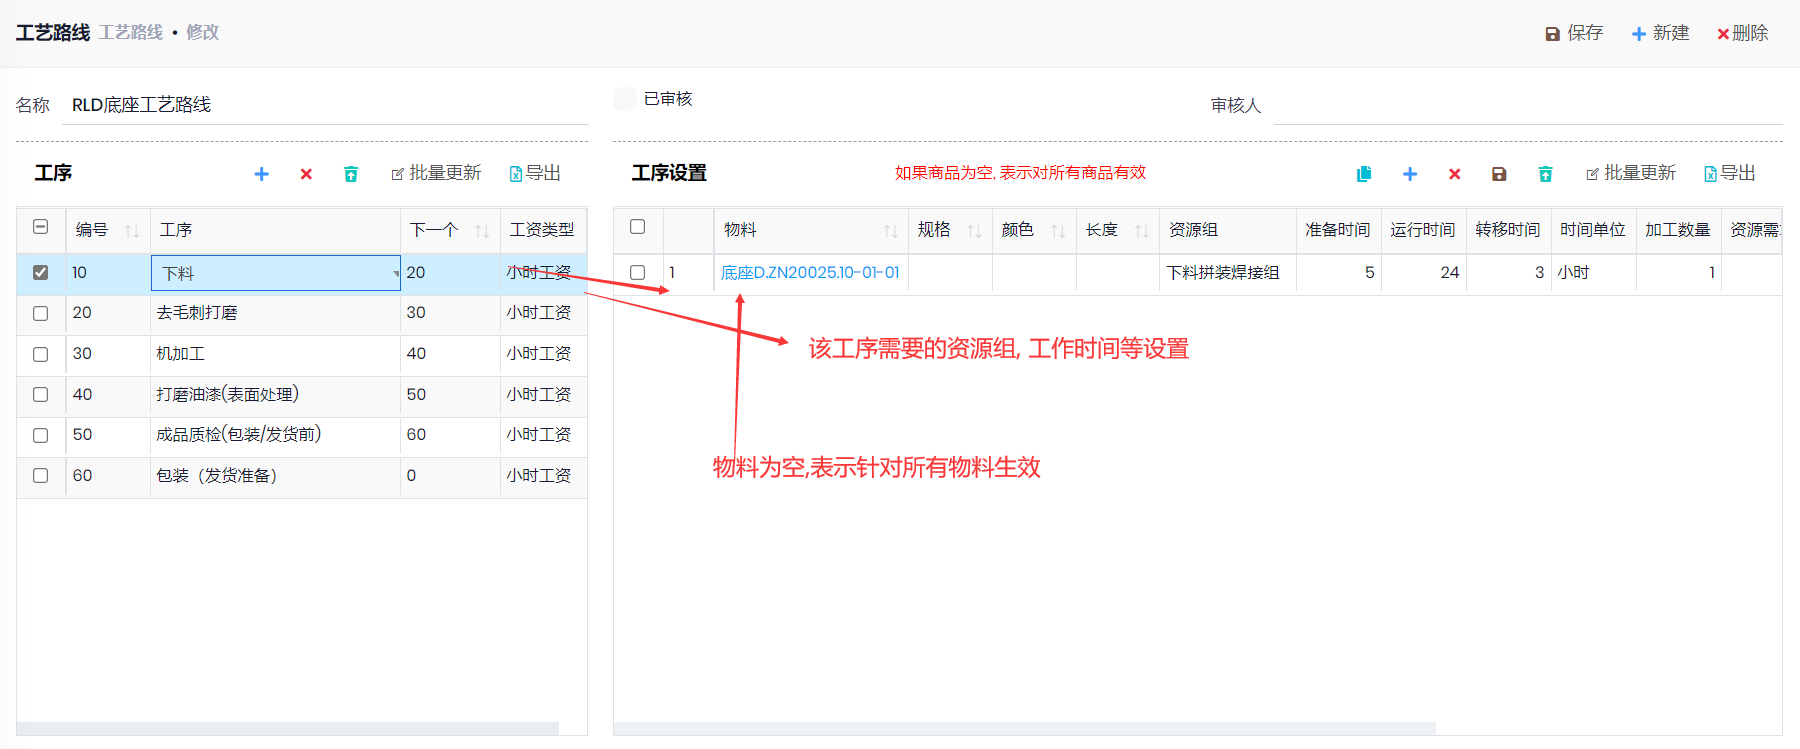 工艺路线 工艺路线 • 修改
保存 新建 删除
名称 RLD底座工艺路线
已审核
审核人
工序 批量更新 导出
工序设置 如果商品为空, 表示对所有商品有效 批量更新 导出
编号 工序 下一个 工资类型
10 下料 20 小时工资
20 去毛刺打磨 30 小时工资
30 机加工 40 小时工资
40 打磨油漆(表面处理) 50 小时工资
50 成品质检(包装/发货前) 60 小时工资
60 包装（发货准备） 0 小时工资
物料 规格 颜色 长度 资源组 准备时间 运行时间 转移时间 时间单位 加工数量 资源需
1 底座D.ZN20025.10-01-01 下料拼装焊接组 5 24 3 小时 1
该工序需要的资源组, 工作时间等设置
物料为空,表示针对所有物料生效